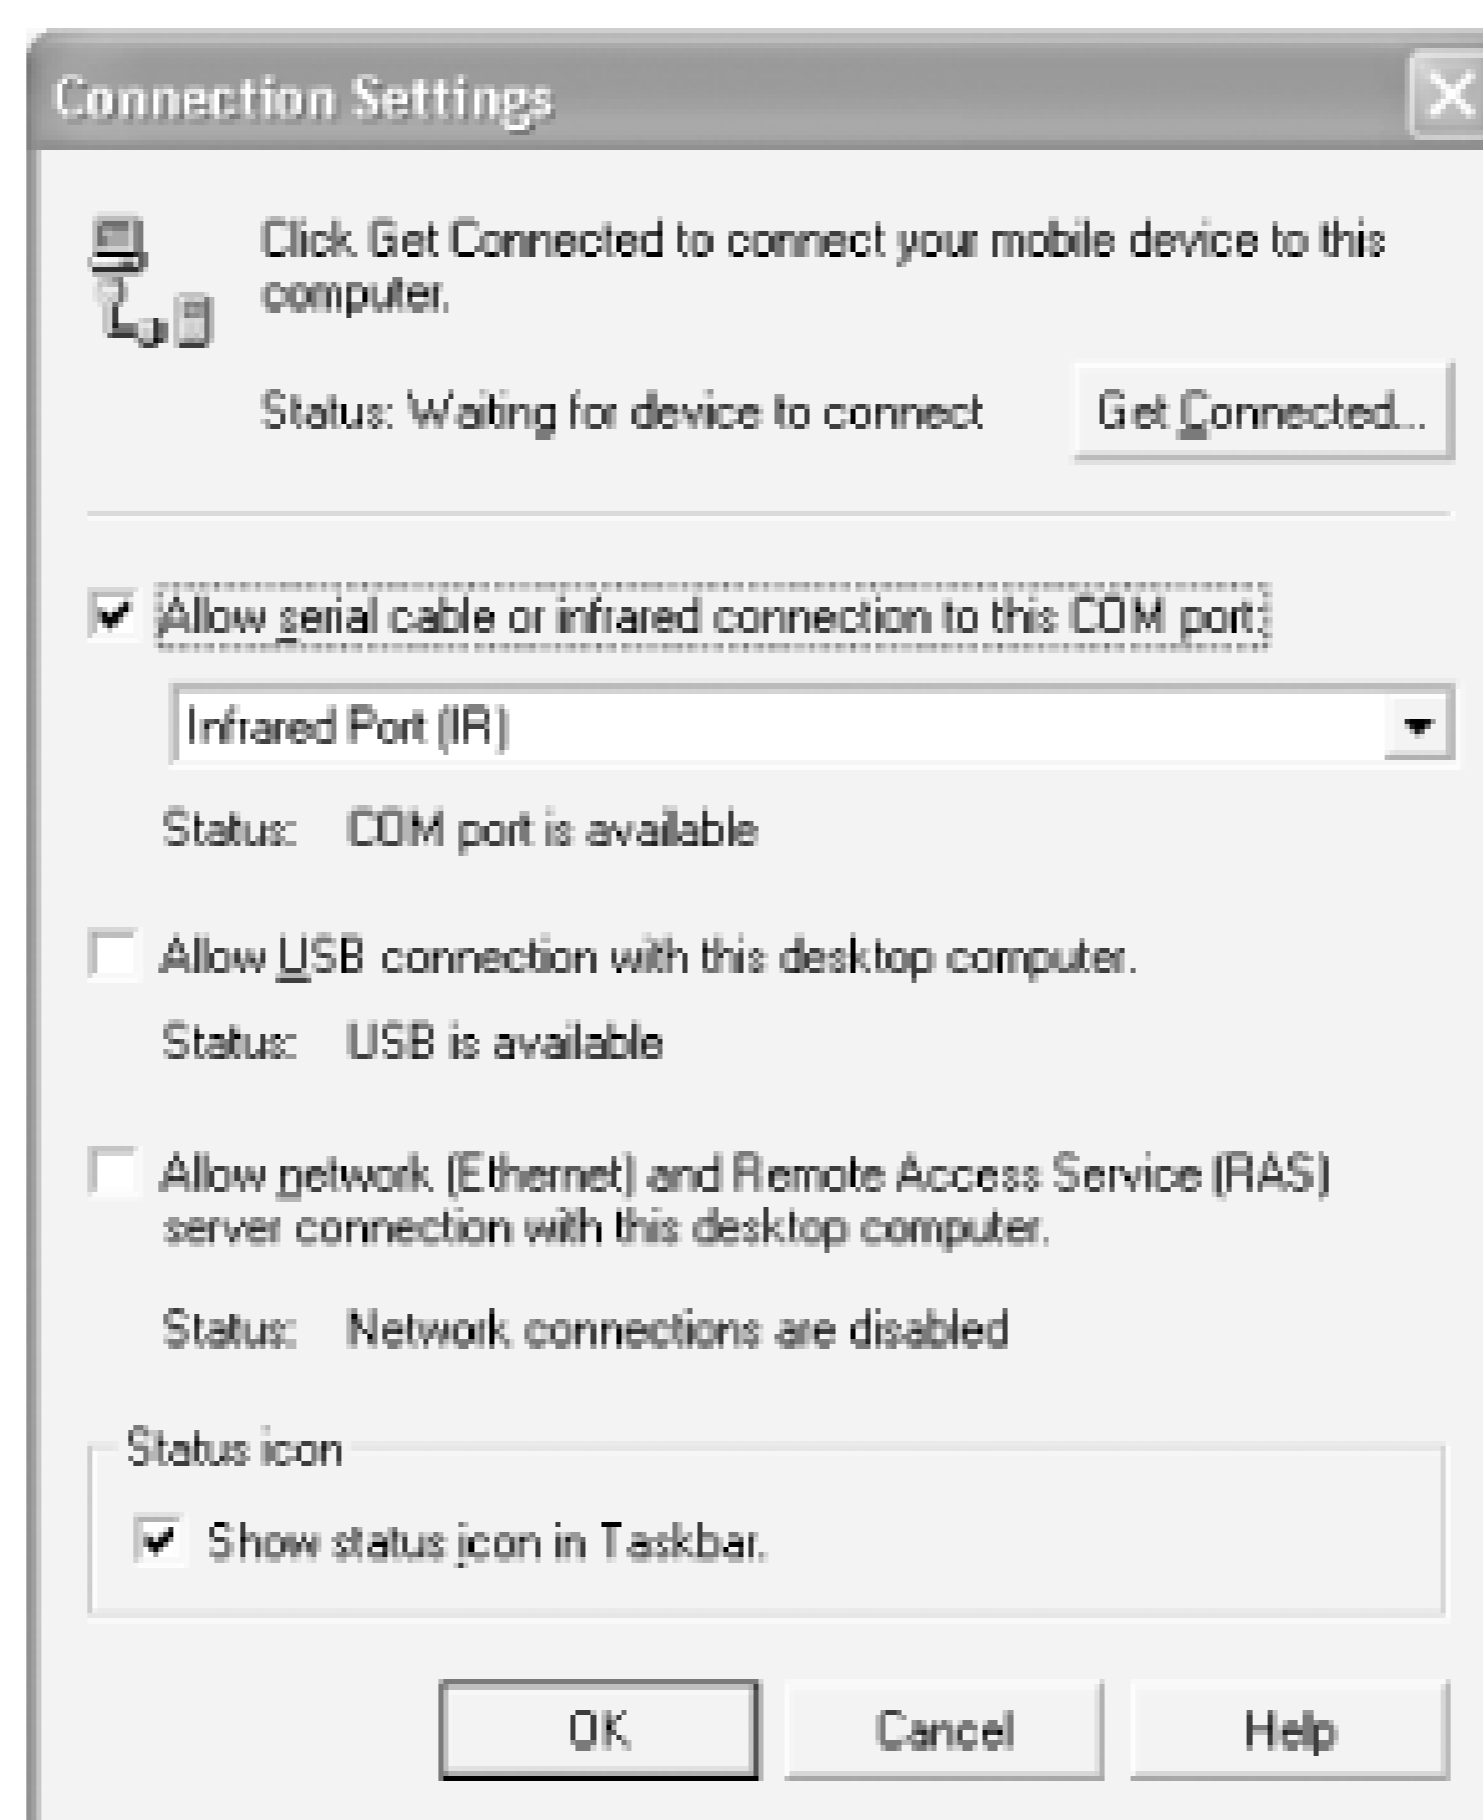 Connection Settings
Click Get Connected to connect your mobile device to this
computer.
Status: Waiting for device to connect
Get Connected...
Allow serial cable or infrared connection to this COM port:
Infrared Port (IR)
Status: COM port is available
Allow USB connection with this desktop computer.
Status: USB is available
Allow network (Ethernet) and Remote Access Service (RAS)
server connection with this desktop computer.
Status: Network connections are disabled
Status icon
Show status icon in Taskbar.
OK Cancel Help